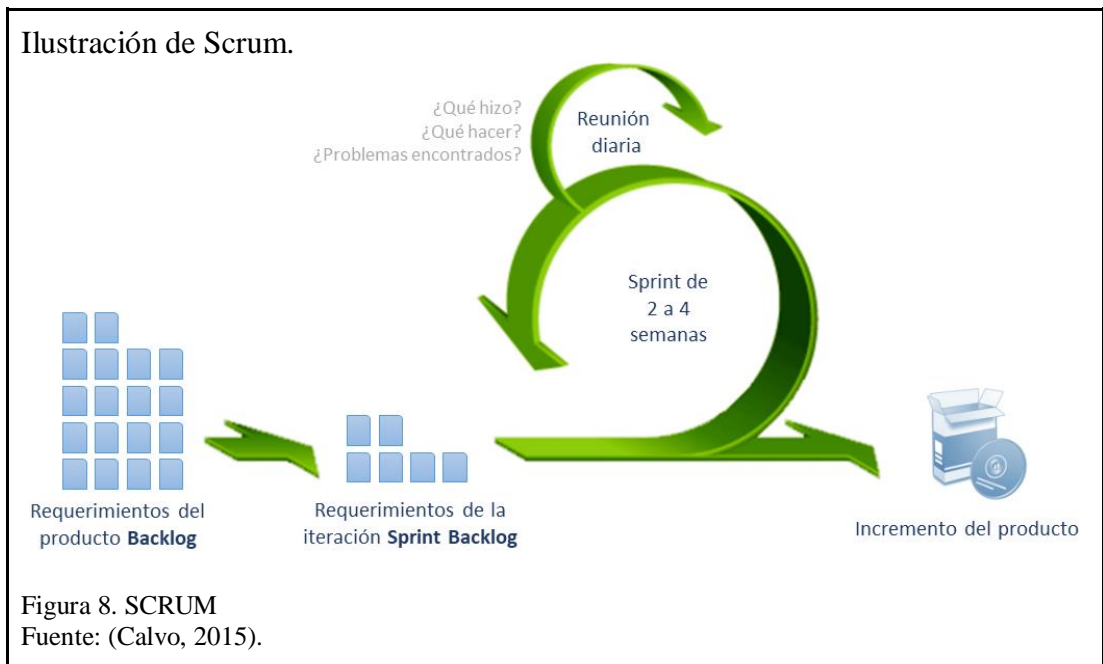 Ilustración de Scrum.
¿Qué hizo?
¿Qué hacer?
¿Problemas encontrados?
Reunión
diaria
Sprint de
2 a 4
semanas
Requerimientos del
producto Backlog
Requerimientos de la
iteración Sprint Backlog
Incremento del producto
Figura 8. SCRUM
Fuente: (Calvo, 2015).